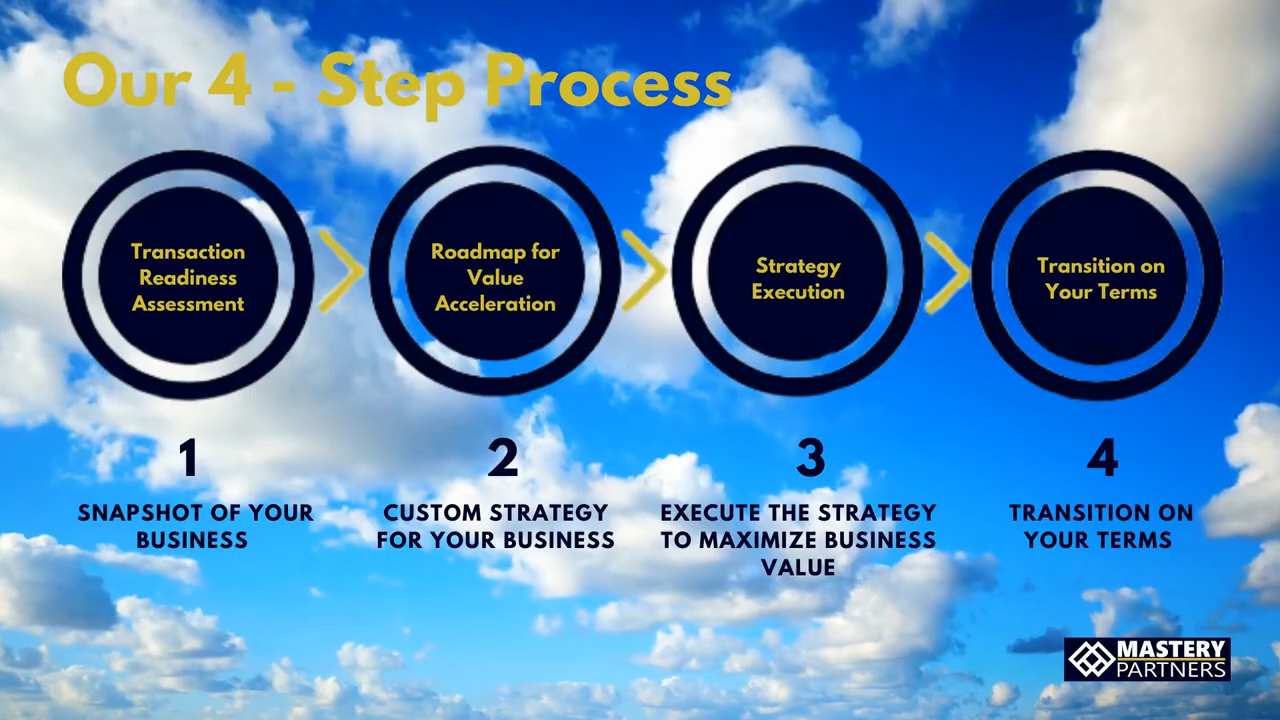 Our 4 - Step Process
Transaction
Readiness
Assessment
Roadmap for
Value
Acceleration
Strategy
Execution
Transition on
Your Terms
1
SNAPSHOT OF YOUR
BUSINESS
2
CUSTOM STRATEGY
FOR YOUR BUSINESS
3
EXECUTE THE STRATEGY
TO MAXIMIZE BUSINESS
VALUE
4
TRANSITION ON
YOUR TERMS
MASTERY
PARTNERS